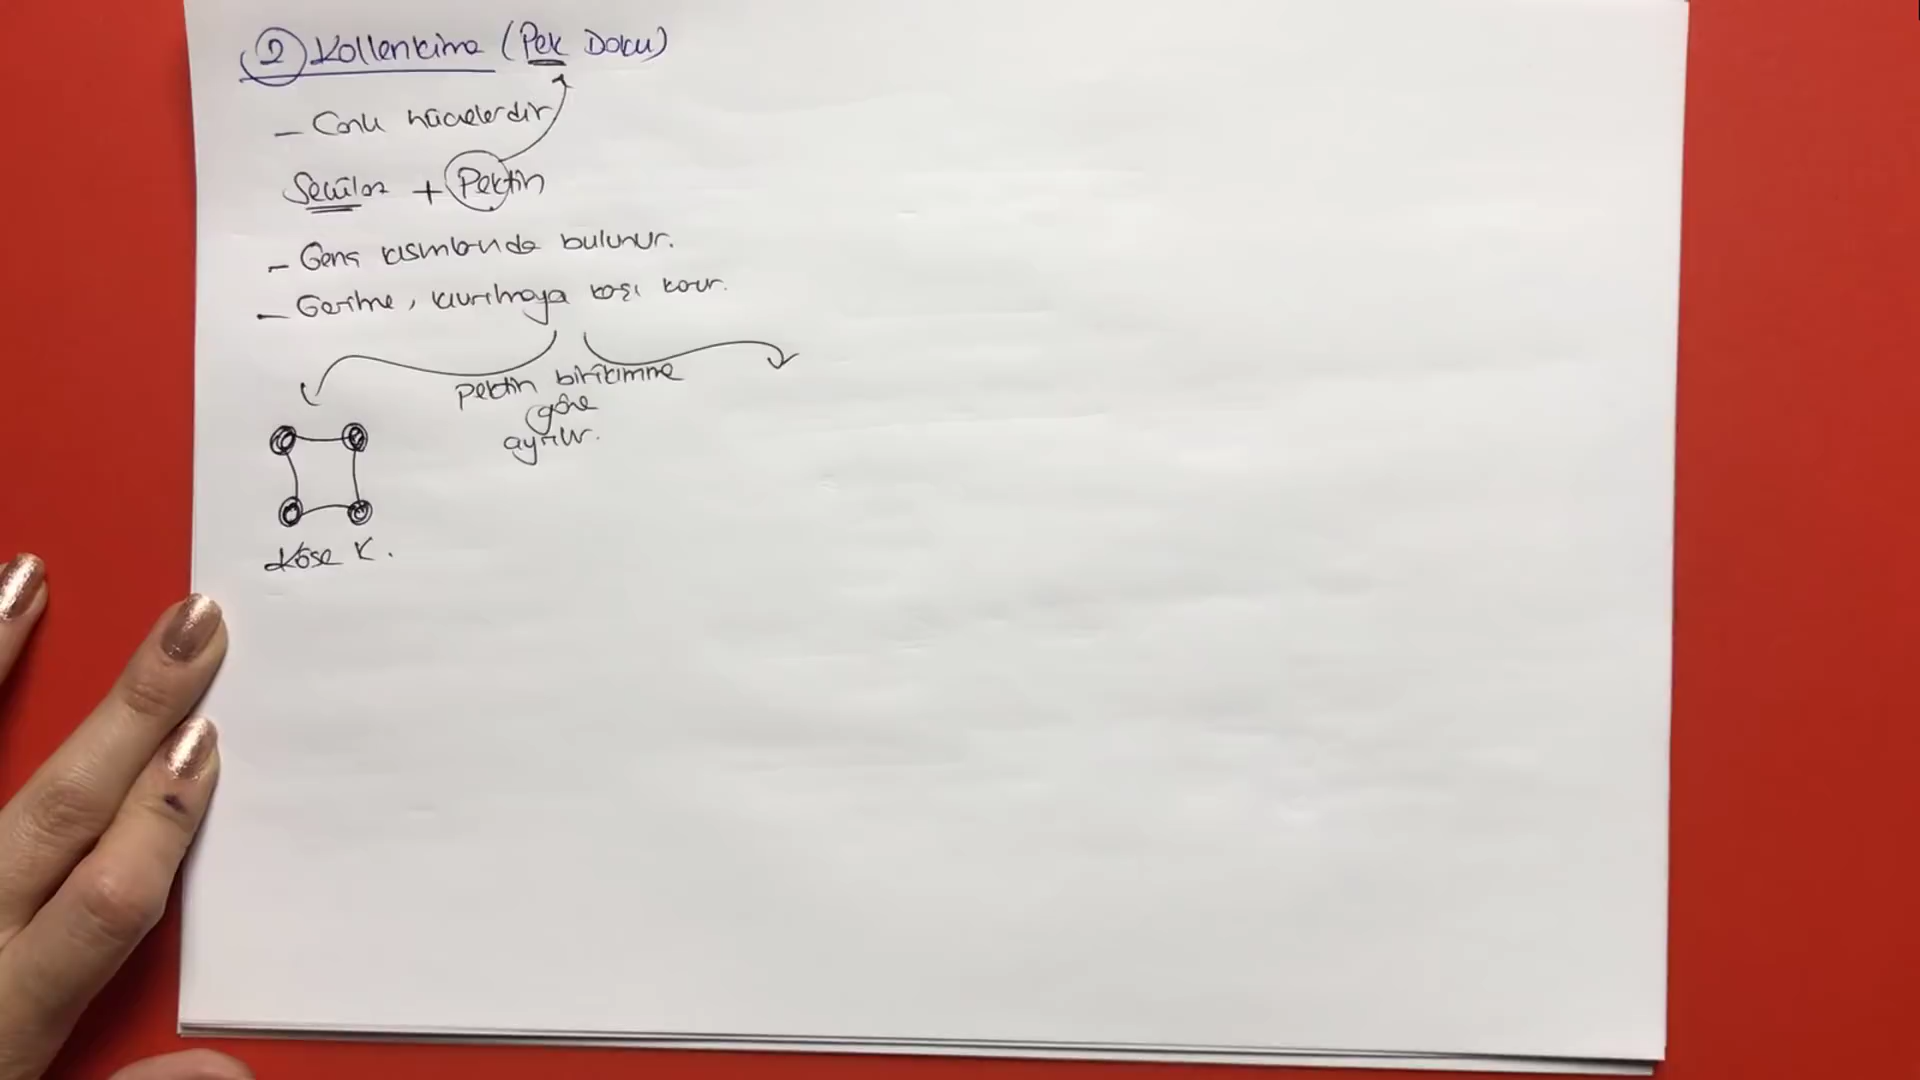 2 Kollenkima (Pek Doku)
- Canlı hücrelerdir
Selüloz + Pektin
- Genç kısımlarında bulunur.
- Gerilme, kıvrılmaya karşı korur.
Pektin birikimine
göre
ayrılır.
Köşe K.